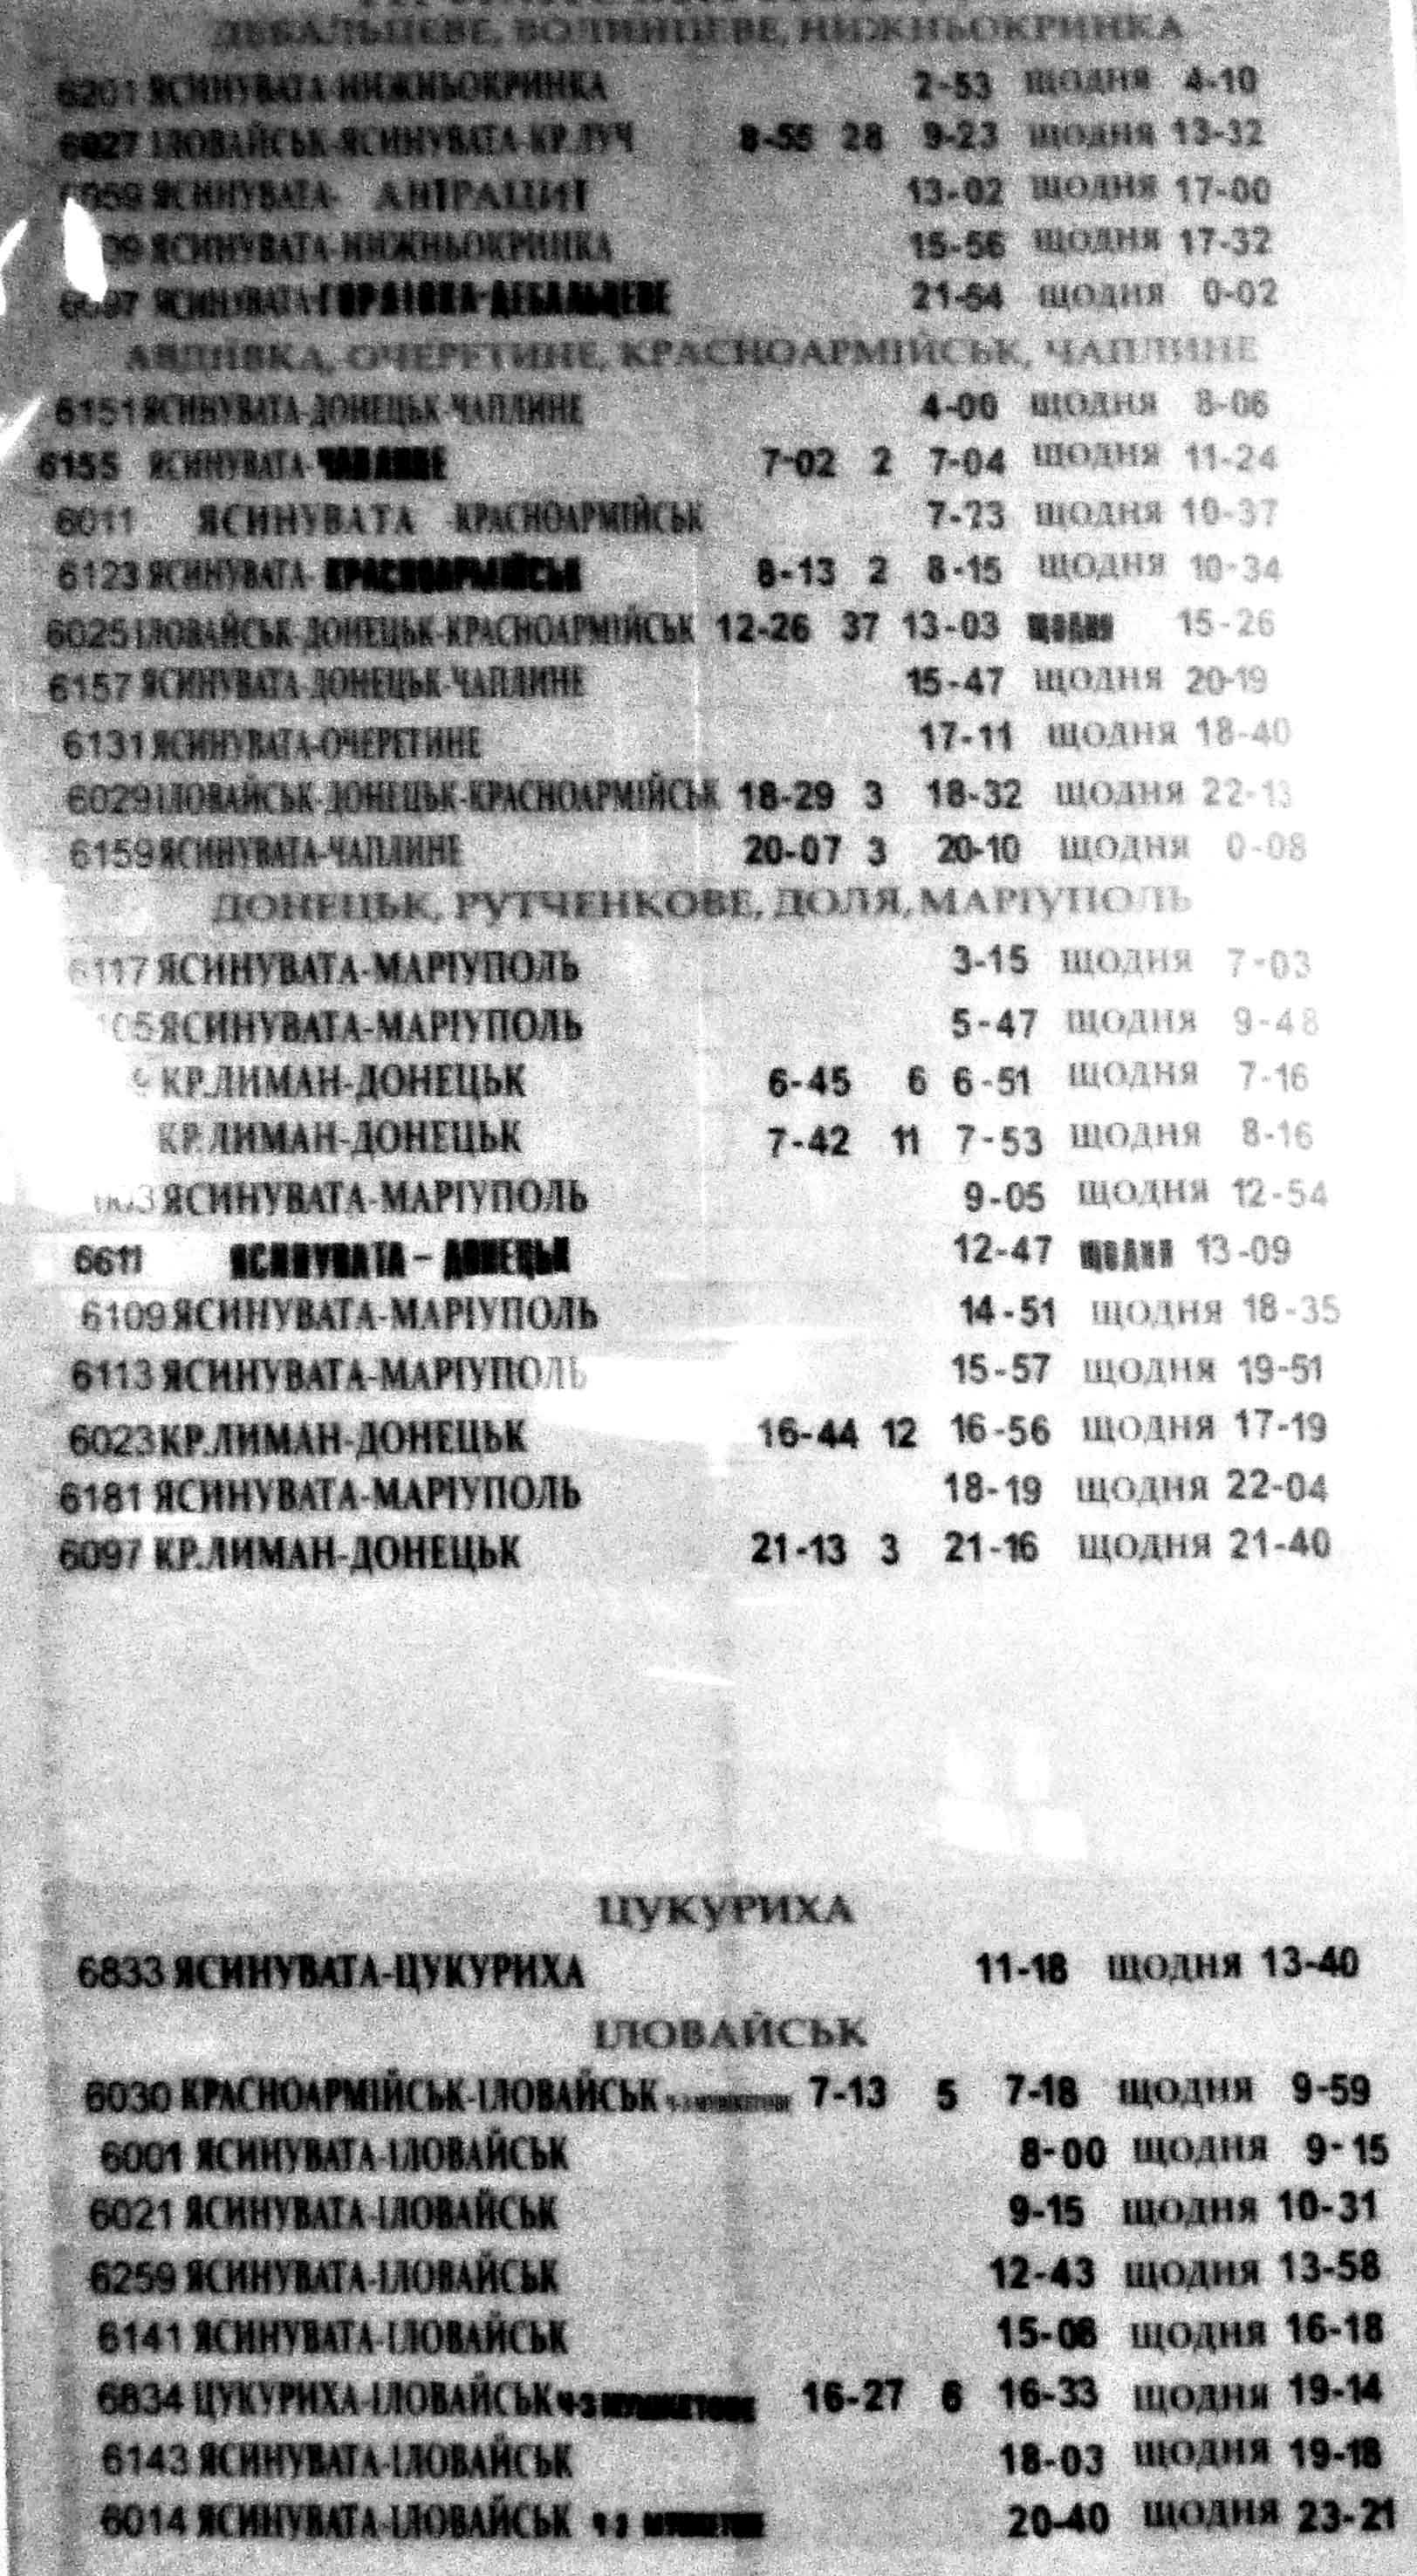 ДЕБАЛЬЦЕВЕ, ВОЛИНЦЕВЕ, НИЖНЬОКРИНКА
6201 ЯСИНУВАТА-НИЖНЬОКРИНКА 2-53 ЩОДНЯ 4-10
6027 ІЛОВАЙСЬК-ЯСИНУВАТА-КР.ЛУЧ 8-55 28 9-23 ЩОДНЯ 13-32
ЯСИНУВАТА- АНТРАЦИТ 13-02 ЩОДНЯ 17-00
ЯСИНУВАТА-НИЖНЬОКРИНКА 15-56 ЩОДНЯ 17-32
ЯСИНУВАТА-ГОРЛІВКА-ДЕБАЛЬЦЕВЕ 21-54 ЩОДНЯ 0-02
АВДІЇВКА, ОЧЕРЕТИНЕ, КРАСНОАРМІЙСЬК, ЧАПЛИНЕ
6151 ЯСИНУВАТА-ДОНЕЦЬК-ЧАПЛИНЕ 4-00 ЩОДНЯ 8-06
6155 ЯСИНУВАТА-ЧАПЛИНЕ 7-02 2 7-04 ЩОДНЯ 11-24
6011 ЯСИНУВАТА -КРАСНОАРМІЙСЬК 7-23 ЩОДНЯ 10-37
6123 ЯСИНУВАТА-КРАСНОАРМІЙСЬК 8-13 2 8-15 ЩОДНЯ 10-34
6025 ІЛОВАЙСЬК-ДОНЕЦЬК-КРАСНОАРМІЙСЬК 12-26 37 13-03 ЩОДНЯ 15-26
6157 ЯСИНУВАТА-ДОНЕЦЬК-ЧАПЛИНЕ 15-47 ЩОДНЯ 20-19
6131 ЯСИНУВАТА-ОЧЕРЕТИНЕ 17-11 ЩОДНЯ 18-40
6029 ІЛОВАЙСЬК-ДОНЕЦЬК-КРАСНОАРМІЙСЬК 18-29 3 18-32 ЩОДНЯ 22-13
6159 ЯСИНУВАТА-ЧАПЛИНЕ 20-07 3 20-10 ЩОДНЯ 0-08
ДОНЕЦЬК, РУТЧЕНКОВЕ, ДОЛЯ, МАРІУПОЛЬ
6117 ЯСИНУВАТА-МАРІУПОЛЬ 3-15 ЩОДНЯ 7-03
105 ЯСИНУВАТА-МАРІУПОЛЬ 5-47 ЩОДНЯ 9-48
КР.ЛИМАН-ДОНЕЦЬК 6-45 6 6-51 ЩОДНЯ 7-16
КР.ЛИМАН-ДОНЕЦЬК 7-42 11 7-53 ЩОДНЯ 8-16
ЯСИНУВАТА-МАРІУПОЛЬ 9-05 ЩОДНЯ 12-54
6611 ЯСИНУВАТА - ДОНЕЦЬК 12-47 ЩОДНЯ 13-09
6109 ЯСИНУВАТА-МАРІУПОЛЬ 14-51 ЩОДНЯ 18-35
6113 ЯСИНУВАТА-МАРІУПОЛЬ 15-57 ЩОДНЯ 19-51
6023 КР.ЛИМАН-ДОНЕЦЬК 16-44 12 16-56 ЩОДНЯ 17-19
6181 ЯСИНУВАТА-МАРІУПОЛЬ 18-19 ЩОДНЯ 22-04
6097 КР.ЛИМАН-ДОНЕЦЬК 21-13 3 21-16 ЩОДНЯ 21-40
ЦУКУРИХА
6833 ЯСИНУВАТА-ЦУКУРИХА 11-18 ЩОДНЯ 13-40
ІЛОВАЙСЬК
6030 КРАСНОАРМІЙСЬК-ІЛОВАЙСЬК 7-13 5 7-18 ЩОДНЯ 9-59
6001 ЯСИНУВАТА-ІЛОВАЙСЬК 8-00 ЩОДНЯ 9-15
6021 ЯСИНУВАТА-ІЛОВАЙСЬК 9-15 ЩОДНЯ 10-31
6259 ЯСИНУВАТА-ІЛОВАЙСЬК 12-43 ЩОДНЯ 13-58
6141 ЯСИНУВАТА-ІЛОВАЙСЬК 15-08 ЩОДНЯ 16-18
6834 ЦУКУРИХА-ІЛОВАЙСЬК Ч-З МУШКЕТОВЕ 16-27 6 16-33 ЩОДНЯ 19-14
6143 ЯСИНУВАТА-ІЛОВАЙСЬК 18-03 ЩОДНЯ 19-18
6014 ЯСИНУВАТА-ІЛОВАЙСЬК 20-40 ЩОДНЯ 23-21